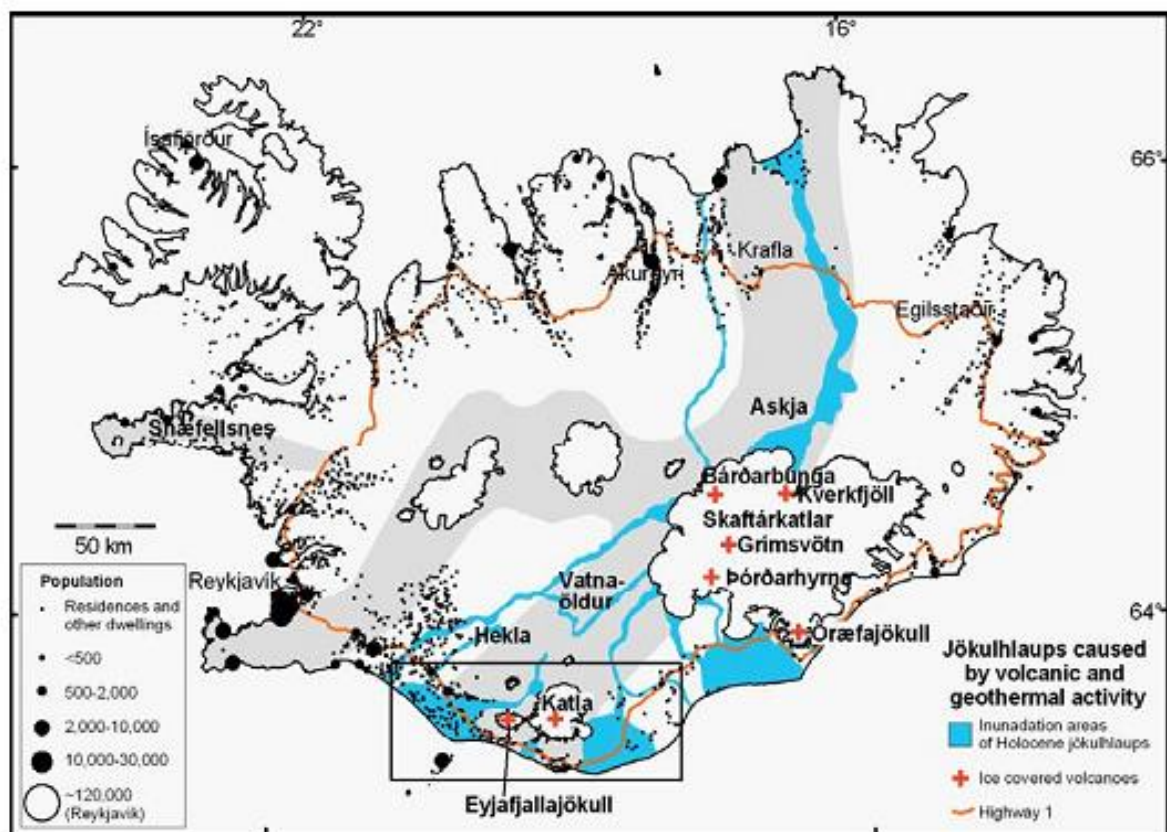 22°
16°
Ísafjörður
66°
Krafla
Akureyri
Egilsstaðir
Askja
Snæfellsnes
Bárðarbunga
Kverkfjöll
Skaftárkatlar
50 km
Grímsvötn
Population
Reykjavik
Vatna-
öldur
Þórðarhyrna
Residences and
other dwellings
64°
Hekla
Öræfajökull
<500
Jökulhlaups caused
by volcanic and
geothermal activity
500-2,000
Katla
2,000-10,000
Inunadation areas
of Holocene jökulhlaups
10,000-30,000
Ice covered volcanoes
~120,000
(Reykjavik)
Eyjafjallajökull
Highway 1